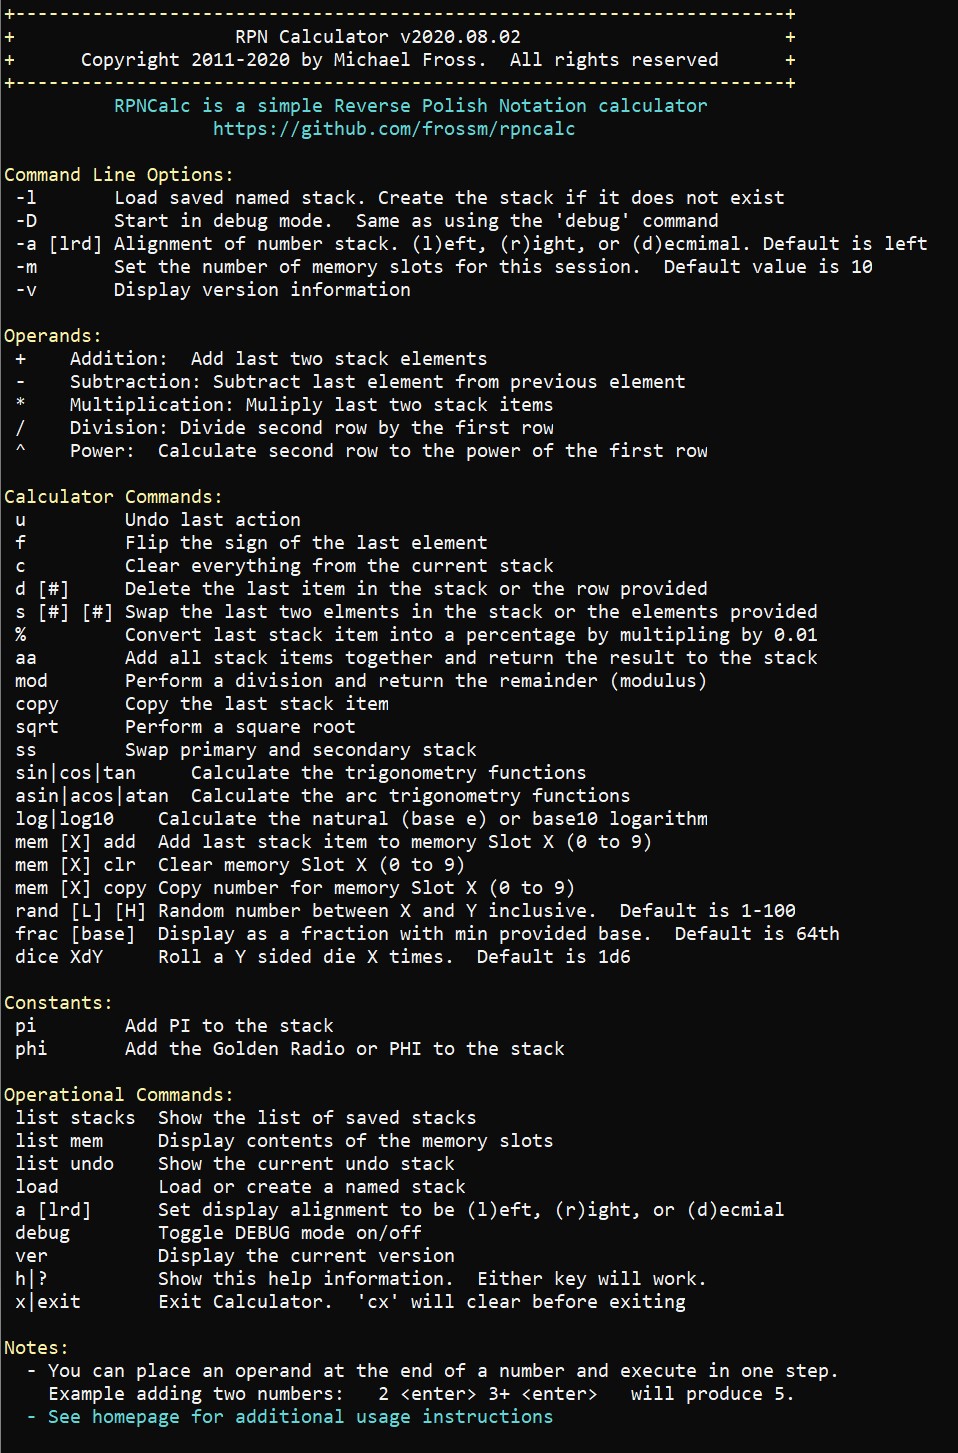 +----------------------------------------------------------------------+
+                    RPN Calculator v2020.08.02                        +
+      Copyright 2011-2020 by Michael Fross.  All rights reserved      +
+----------------------------------------------------------------------+
RPNCalc is a simple Reverse Polish Notation calculator
https://github.com/frossm/rpncalc

Command Line Options:
 -l       Load saved named stack. Create the stack if it does not exist
 -D       Start in debug mode.  Same as using the 'debug' command
 -a [lrd] Alignment of number stack. (l)eft, (r)ight, or (d)ecmimal. Default is left
 -m       Set the number of memory slots for this session.  Default value is 10
 -v       Display version information

Operands:
 +    Addition:  Add last two stack elements
 -    Subtraction: Subtract last element from previous element
 *    Multiplication: Muliply last two stack items
 /    Division: Divide second row by the first row
 ^    Power:  Calculate second row to the power of the first row

Calculator Commands:
 u         Undo last action
 f         Flip the sign of the last element
 c         Clear everything from the current stack
 d [#]     Delete the last item in the stack or the row provided
 s [#] [#] Swap the last two elments in the stack or the elements provided
 %         Convert last stack item into a percentage by multipling by 0.01
 aa        Add all stack items together and return the result to the stack
 mod       Perform a division and return the remainder (modulus)
 copy      Copy the last stack item
 sqrt      Perform a square root
 ss        Swap primary and secondary stack
 sin|cos|tan     Calculate the trigonometry functions
 asin|acos|atan  Calculate the arc trigonometry functions
 log|log10    Calculate the natural (base e) or base10 logarithm
 mem [X] add  Add last stack item to memory Slot X (0 to 9)
 mem [X] clr  Clear memory Slot X (0 to 9)
 mem [X] copy Copy number for memory Slot X (0 to 9)
 rand [L] [H] Random number between X and Y inclusive.  Default is 1-100
 frac [base]  Display as a fraction with min provided base.  Default is 64th
 dice XdY     Roll a Y sided die X times.  Default is 1d6

Constants:
 pi        Add PI to the stack
 phi       Add the Golden Radio or PHI to the stack

Operational Commands:
 list stacks  Show the list of saved stacks
 list mem     Display contents of the memory slots
 list undo    Show the current undo stack
 load         Load or create a named stack
 a [lrd]      Set display alignment to be (l)eft, (r)ight, or (d)ecmial
 debug        Toggle DEBUG mode on/off
 ver          Display the current version
 h|?          Show this help information.  Either key will work.
 x|exit       Exit Calculator.  'cx' will clear before exiting

Notes:
  - You can place an operand at the end of a number and execute in one step.
    Example adding two numbers:   2 <enter> 3+ <enter>   will produce 5.
  - See homepage for additional usage instructions